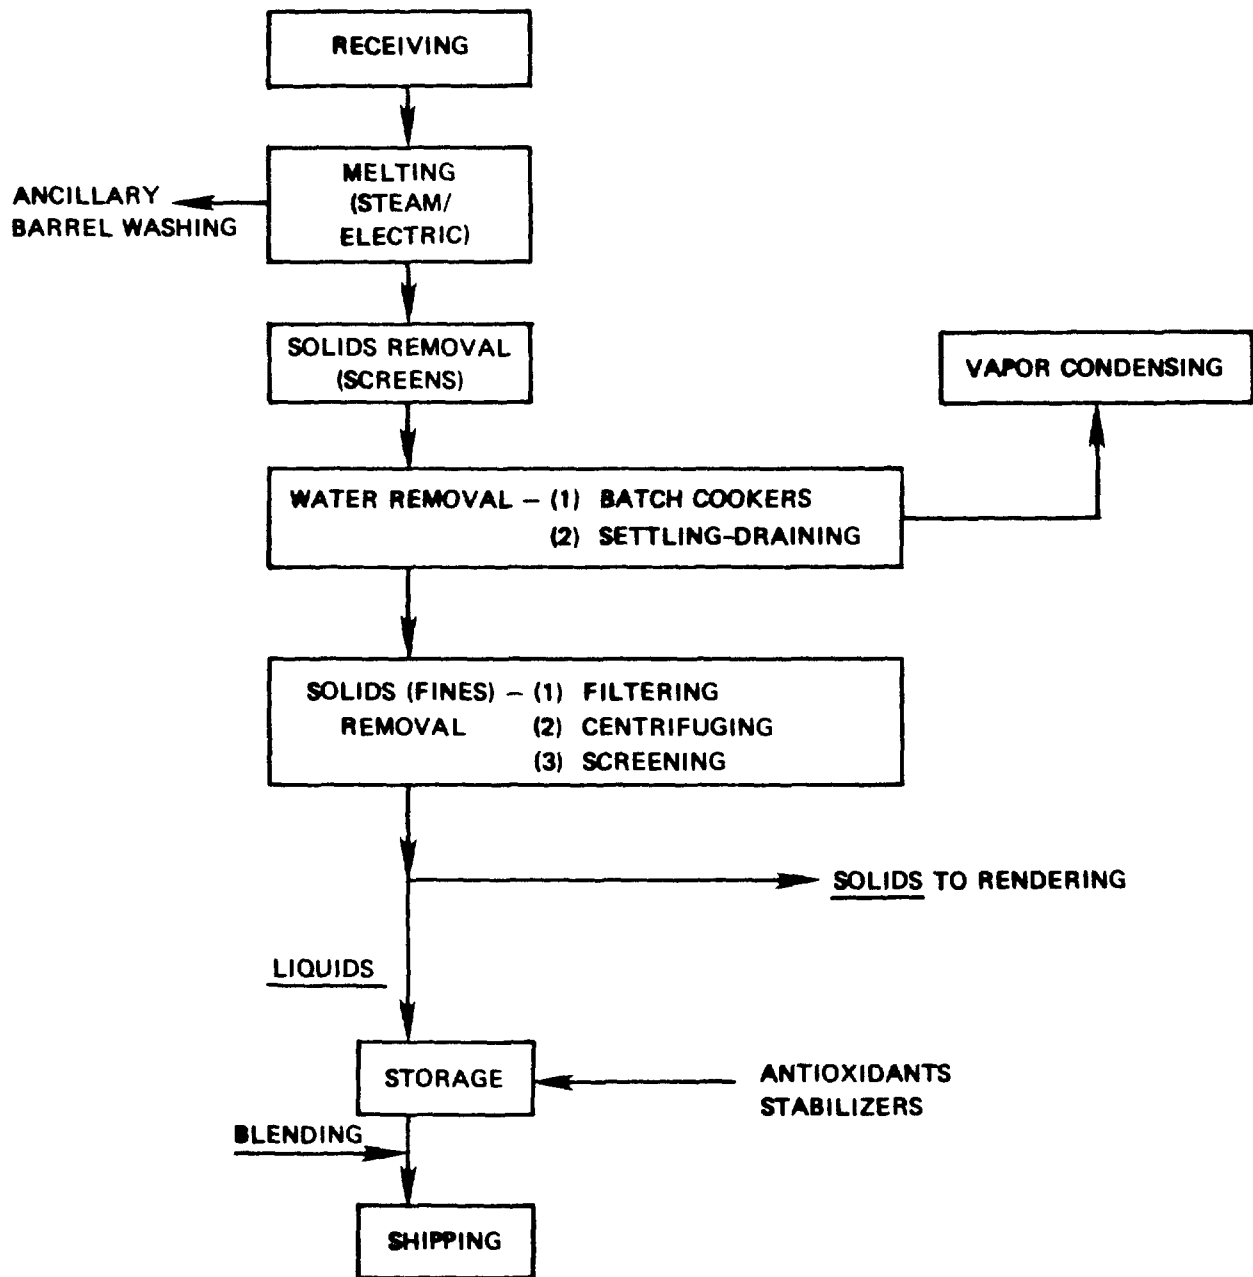 RECEIVING
MELTING
(STEAM/
ELECTRIC)
ANCILLARY
BARREL WASHING
SOLIDS REMOVAL
(SCREENS)
VAPOR CONDENSING
WATER REMOVAL – (1) BATCH COOKERS
(2) SETTLING-DRAINING
SOLIDS (FINES) – (1) FILTERING
REMOVAL (2) CENTRIFUGING
(3) SCREENING
SOLIDS TO RENDERING
LIQUIDS
STORAGE
ANTIOXIDANTS
STABILIZERS
BLENDING
SHIPPING